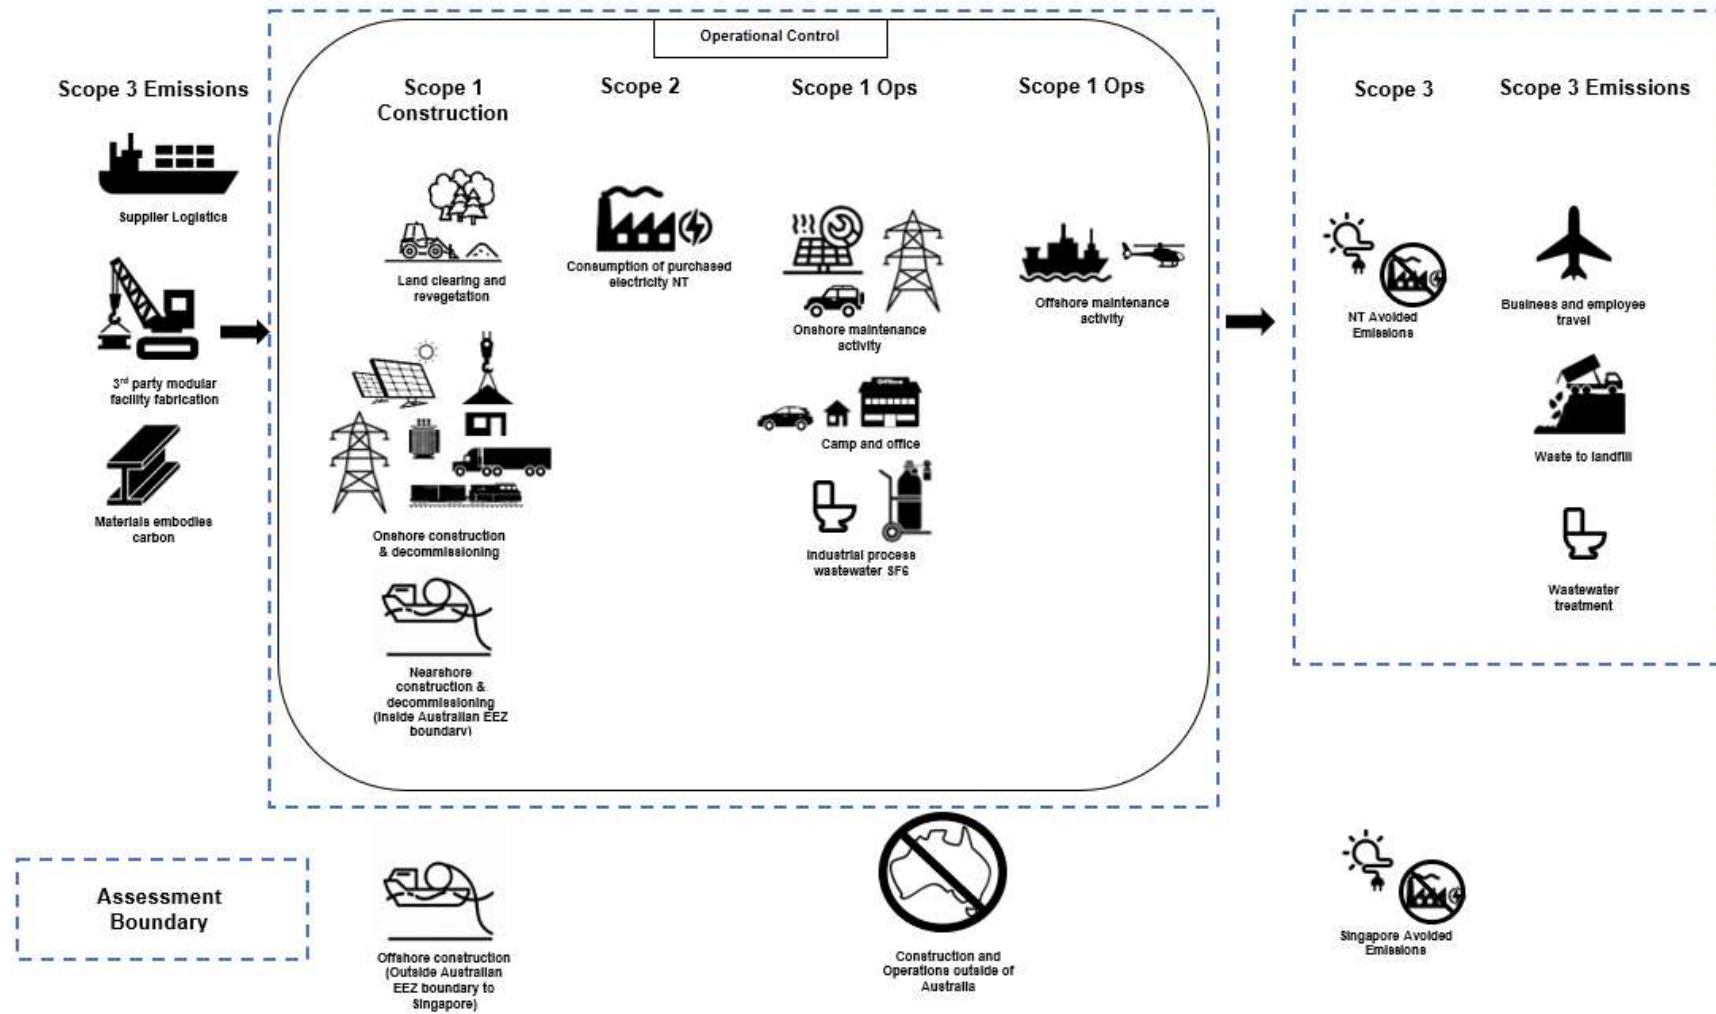 Operational Control
Scope 3 Emissions
Supplier Logistics
3rd party modular
facility fabrication
Materials embodies
carbon
Scope 1
Construction
Land clearing and
revegetation
Onshore construction
& decommissioning
Nearshore
construction &
decommissioning
(Inside Australian EEZ
boundary)
Scope 2
Consumption of purchased
electricity NT
Scope 1 Ops
Onshore maintenance
activity
Office
Camp and office
Industrial process
wastewater SF6
Scope 1 Ops
Offshore maintenance
activity
Scope 3
NT Avoided
Emissions
Scope 3 Emissions
Business and employee
travel
Waste to landfill
Wastewater
treatment
Assessment
Boundary
Offshore construction
(Outside Australian
EEZ boundary to
Singapore)
Construction and
Operations outside of
Australia
Singapore Avoided
Emissions